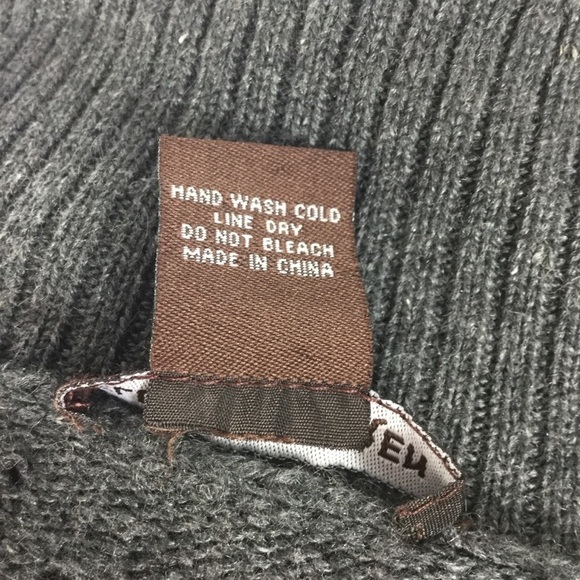 HAND WASH COLD
LINE DRY
DO NOT BLEACH
MADE IN CHINA